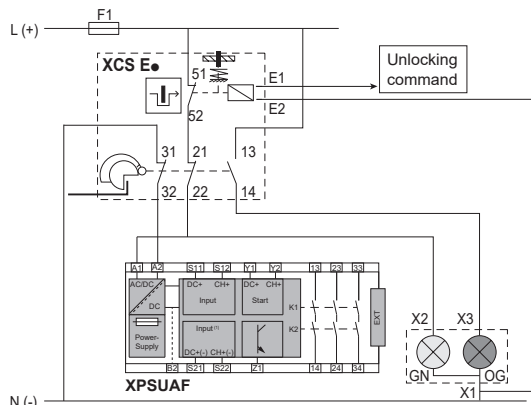 F1
L (+)
XCS E●
51
E1
Unlocking
command
52
E2
31
21
13
32
22
14
A1
A2
S11
S12
Y1
Y2
13
23
33
AC/DC
DC
DC+
CH+
Input
DC+
CH+
Start
K1
K2
EXT
Power-
Supply
Input (1)
DC+(-)
CH+(-)
B2
S21
S22
Z1
14
24
34
XPSUAF
X2
X3
GN
OG
X1
N (-)